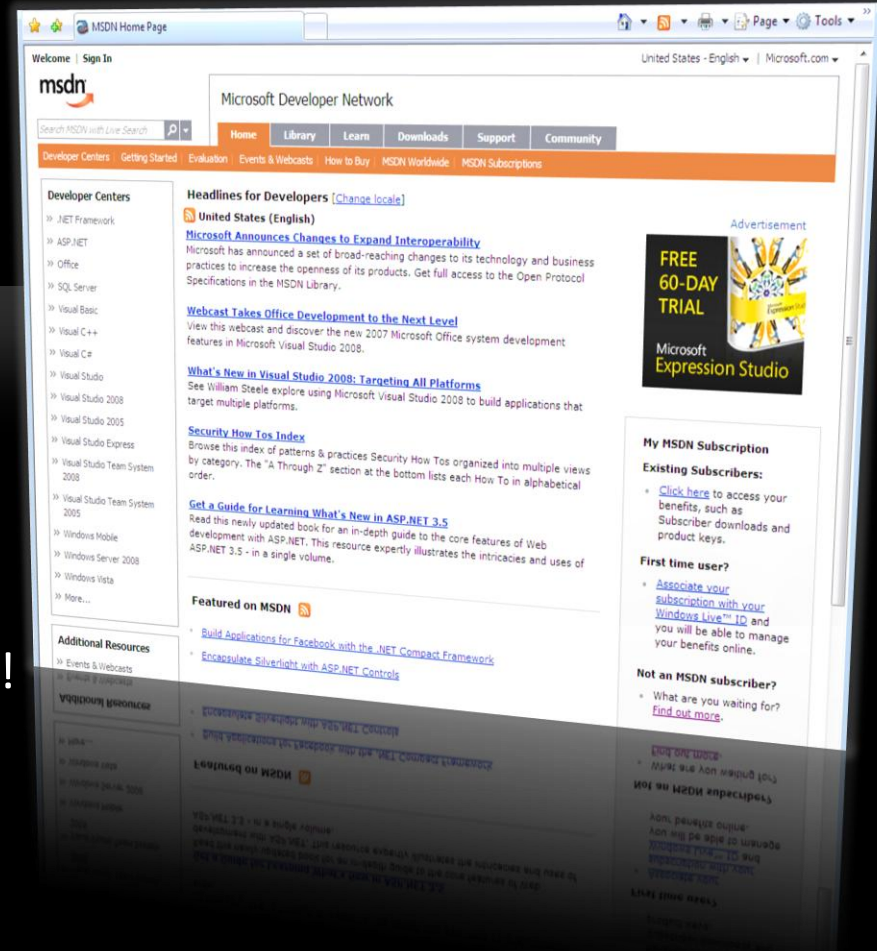 MSDN Home Page
Page
Tools
Welcome | Sign In
United States - English | Microsoft.com
msdn
Microsoft Developer Network
Search MSDN with Live Search
Home Library Learn Downloads Support Community
Developer Centers | Getting Started | Evaluation | Events & Webcasts | How to Buy | MSDN Worldwide | MSDN Subscriptions
Developer Centers
» .NET Framework
» ASP.NET
» Office
» SQL Server
» Visual Basic
» Visual C++
» Visual C#
» Visual Studio
» Visual Studio 2008
» Visual Studio 2005
» Visual Studio Express
» Visual Studio Team System
2008
» Visual Studio Team System
2005
» Windows Mobile
» Windows Server 2008
» Windows Vista
» More...
Additional Resources
» Events & Webcasts
Headlines for Developers [Change locale]
United States (English)
Microsoft Announces Changes to Expand Interoperability
Microsoft has announced a set of broad-reaching changes to its technology and business
practices to increase the openness of its products. Get full access to the Open Protocol
Specifications in the MSDN Library.
Webcast Takes Office Development to the Next Level
View this webcast and discover the new 2007 Microsoft Office system development
features in Microsoft Visual Studio 2008.
What's New in Visual Studio 2008: Targeting All Platforms
See William Steele explore using Microsoft Visual Studio 2008 to build applications that
target multiple platforms.
Security How Tos Index
Browse this index of patterns & practices Security How Tos organized into multiple views
by category. The "A Through Z" section at the bottom lists each How To in alphabetical
order.
Get a Guide for Learning What's New in ASP.NET 3.5
Read this newly updated book for an in-depth guide to the core features of Web
development with ASP.NET. This resource expertly illustrates the intricacies and uses of
ASP.NET 3.5 - in a single volume.
Featured on MSDN
Build Applications for Facebook with the .NET Compact Framework
Encapsulate Silverlight with ASP.NET Controls
Advertisement
FREE
60-DAY
TRIAL
Microsoft
Expression Studio
My MSDN Subscription
Existing Subscribers:
Click here to access your
benefits, such as
Subscriber downloads and
product keys.
First time user?
Associate your
subscription with your
Windows Live™ ID and
you will be able to manage
your benefits online.
Not an MSDN subscriber?
What are you waiting for?
Find out more.
!